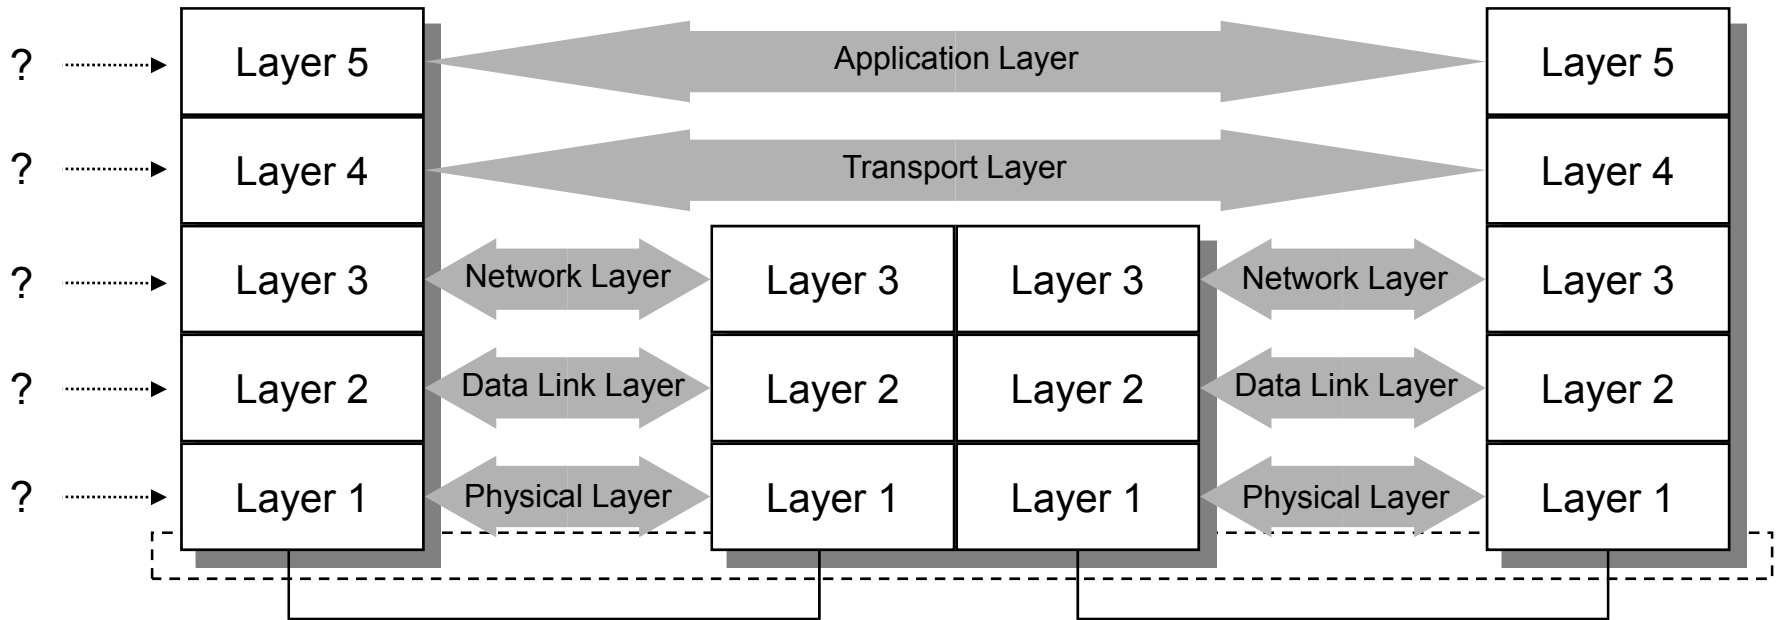 ? Layer 5 Application Layer Layer 5
? Layer 4 Transport Layer Layer 4
? Layer 3 Network Layer Layer 3 Layer 3 Network Layer Layer 3
? Layer 2 Data Link Layer Layer 2 Layer 2 Data Link Layer Layer 2
? Layer 1 Physical Layer Layer 1 Layer 1 Physical Layer Layer 1